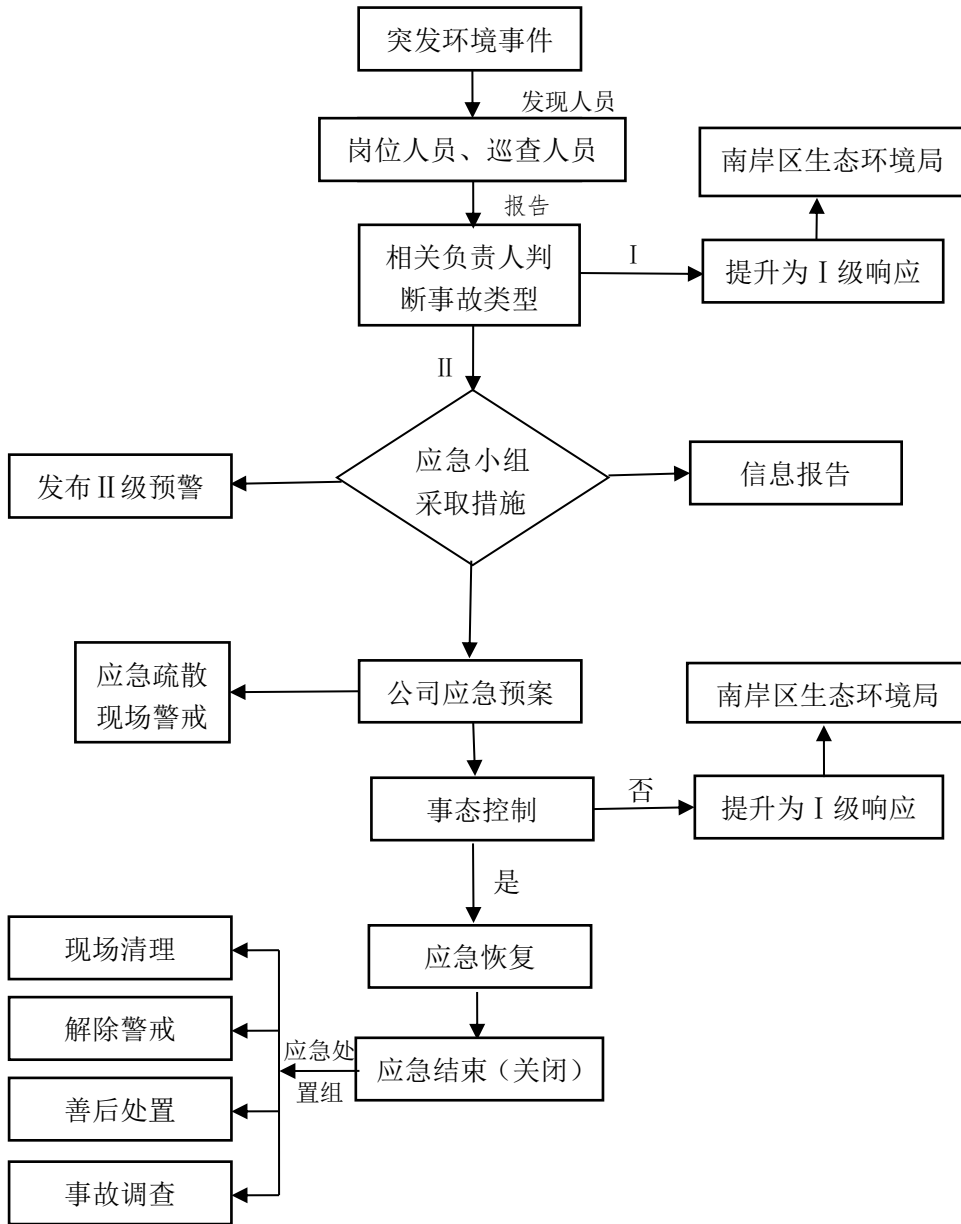 突发环境事件
发现人员
岗位人员、巡查人员
南岸区生态环境局
报告
相关负责人判
断事故类型
Ⅰ
提升为Ⅰ级响应
Ⅱ
应急小组
采取措施
发布Ⅱ级预警
信息报告
应急疏散
现场警戒
公司应急预案
南岸区生态环境局
事态控制
否
提升为Ⅰ级响应
是
现场清理
应急恢复
解除警戒
应急处
置组
应急结束（关闭）
善后处置
事故调查